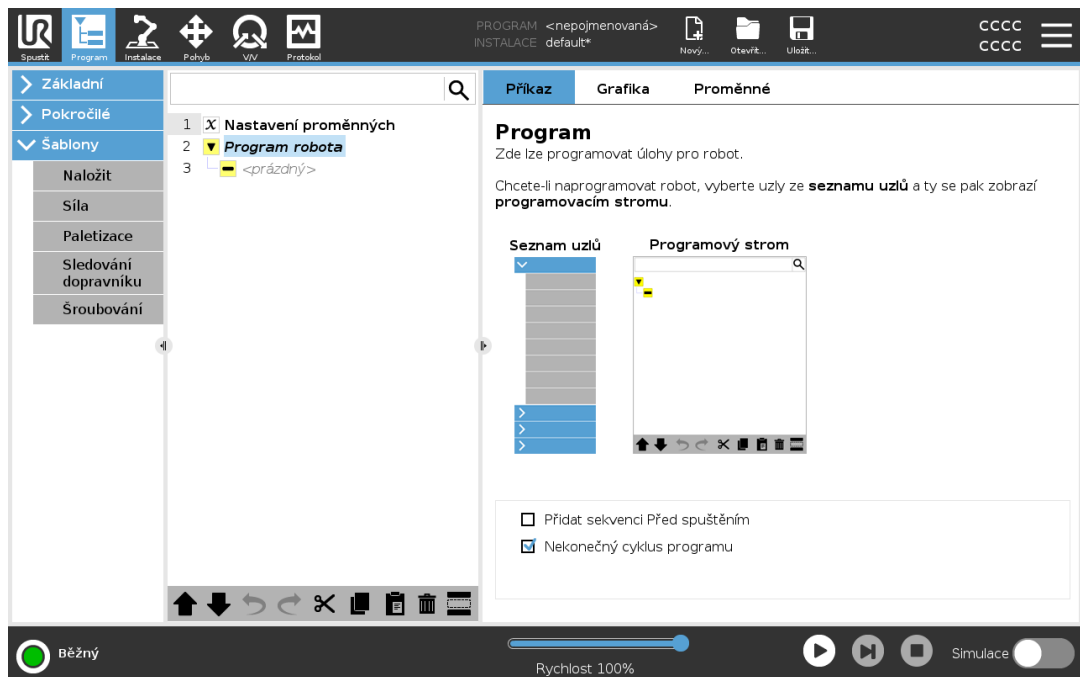 PROGRAM <nepojmenovaná>
INSTALACE default*
CCCC
CCCC
UR
Spustit Program Instalace Pohyb V/V Protokol Nový... Otevřít... Uložit...
Základní
Pokročilé
Šablony
Naložit
Síla
Paletizace
Sledování
dopravníku
Šroubování
1 x Nastavení proměnných
2 Program robota
3 <prázdný>
Příkaz Grafika Proměnné
Program
Zde lze programovat úlohy pro robot.
Chcete-li naprogramovat robot, vyberte uzly ze seznamu uzlů a ty se pak zobrazí
programovacím stromu.
Seznam uzlů Programový strom
Přidat sekvenci Před spuštěním
Nekonečný cyklus programu
Běžný
Rychlost 100%
Simulace